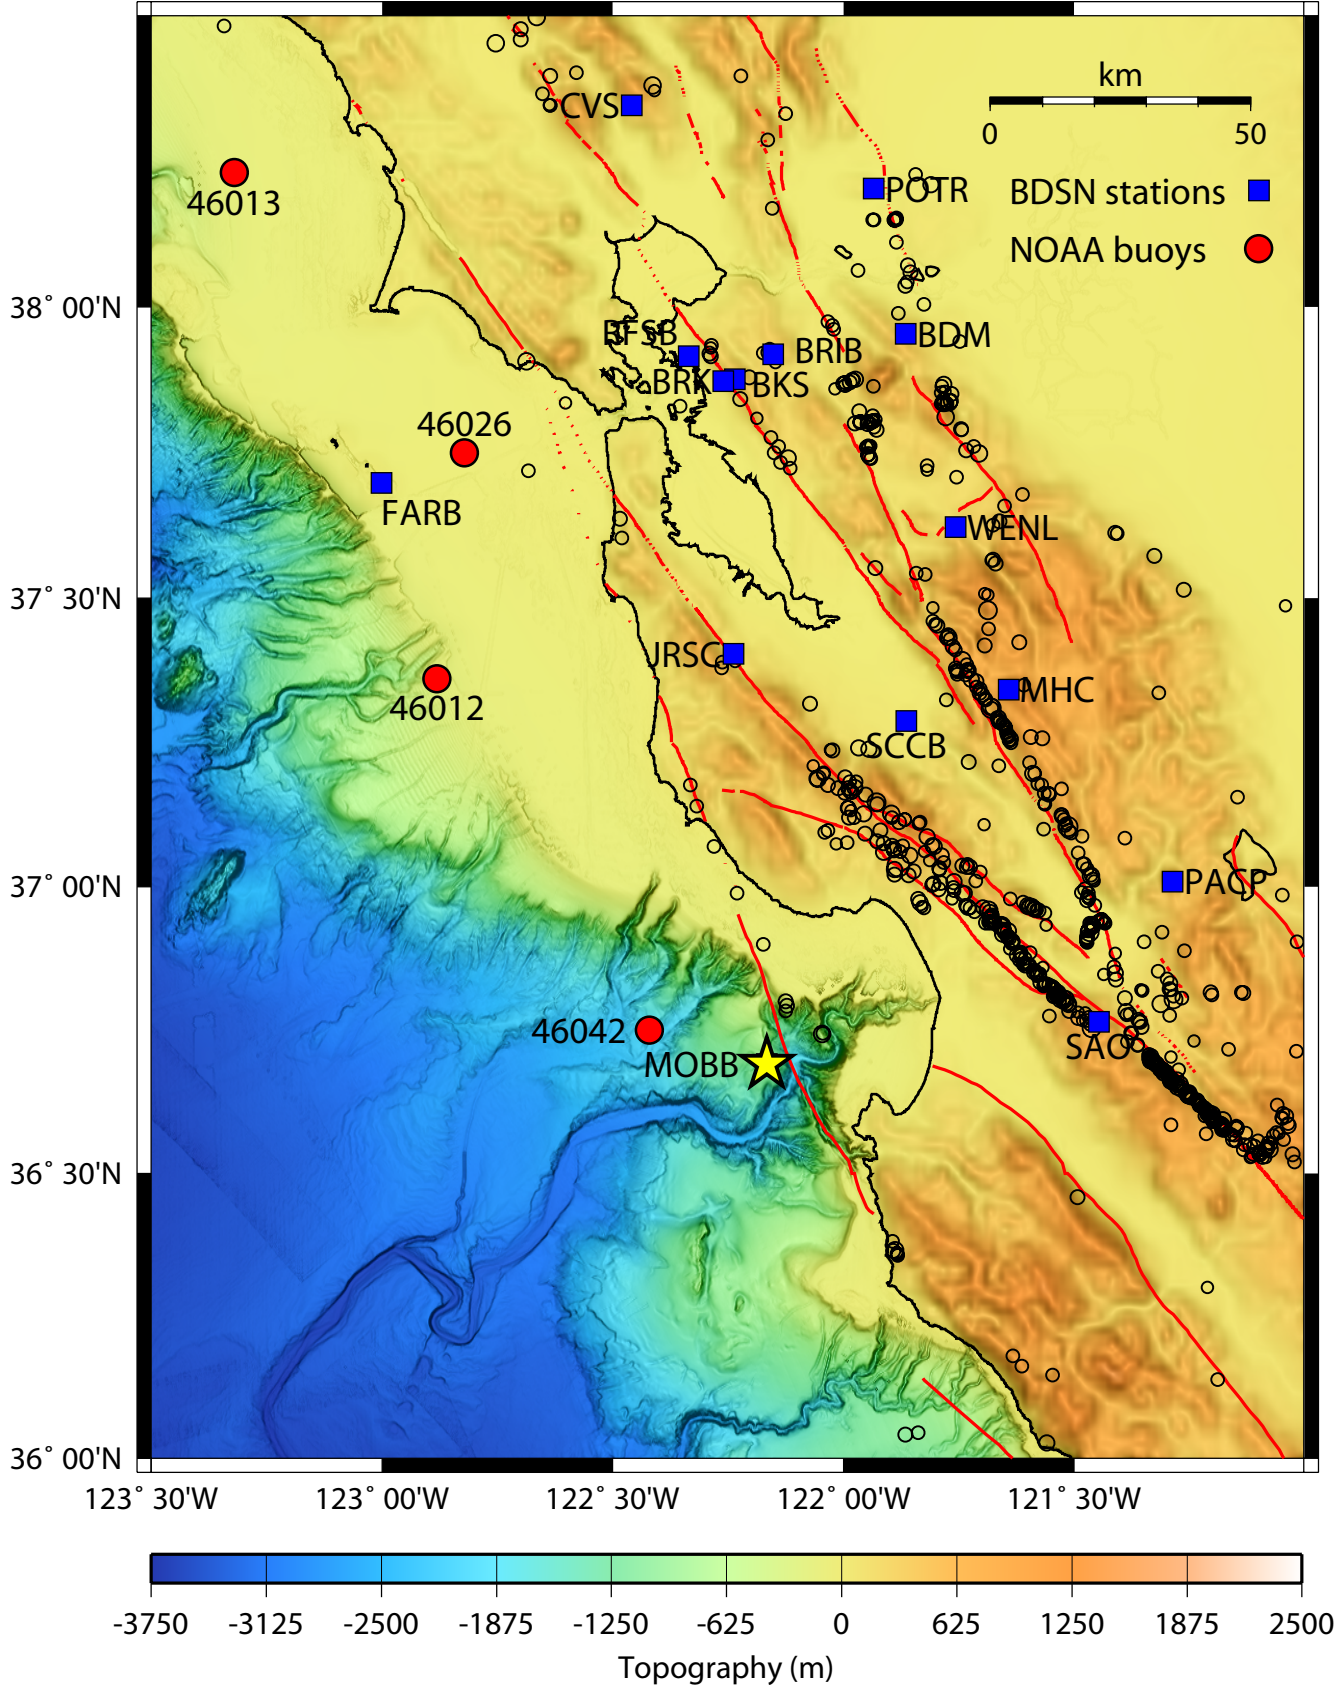 km
0 50
CVS
POTR
BDSN stations
46013
NOAA buoys
38° 00'N
BFSB
BRIB
BDM
BRK
BKS
46026
FARB
WENL
37° 30'N
JRSC
MHC
46012
SCCB
37° 00'N
PACP
46042
MOBB
SAO
36° 30'N
36° 00'N
123° 30'W 123° 00'W 122° 30'W 122° 00'W 121° 30'W
-3750 -3125 -2500 -1875 -1250 -625 0 625 1250 1875 2500
Topography (m)